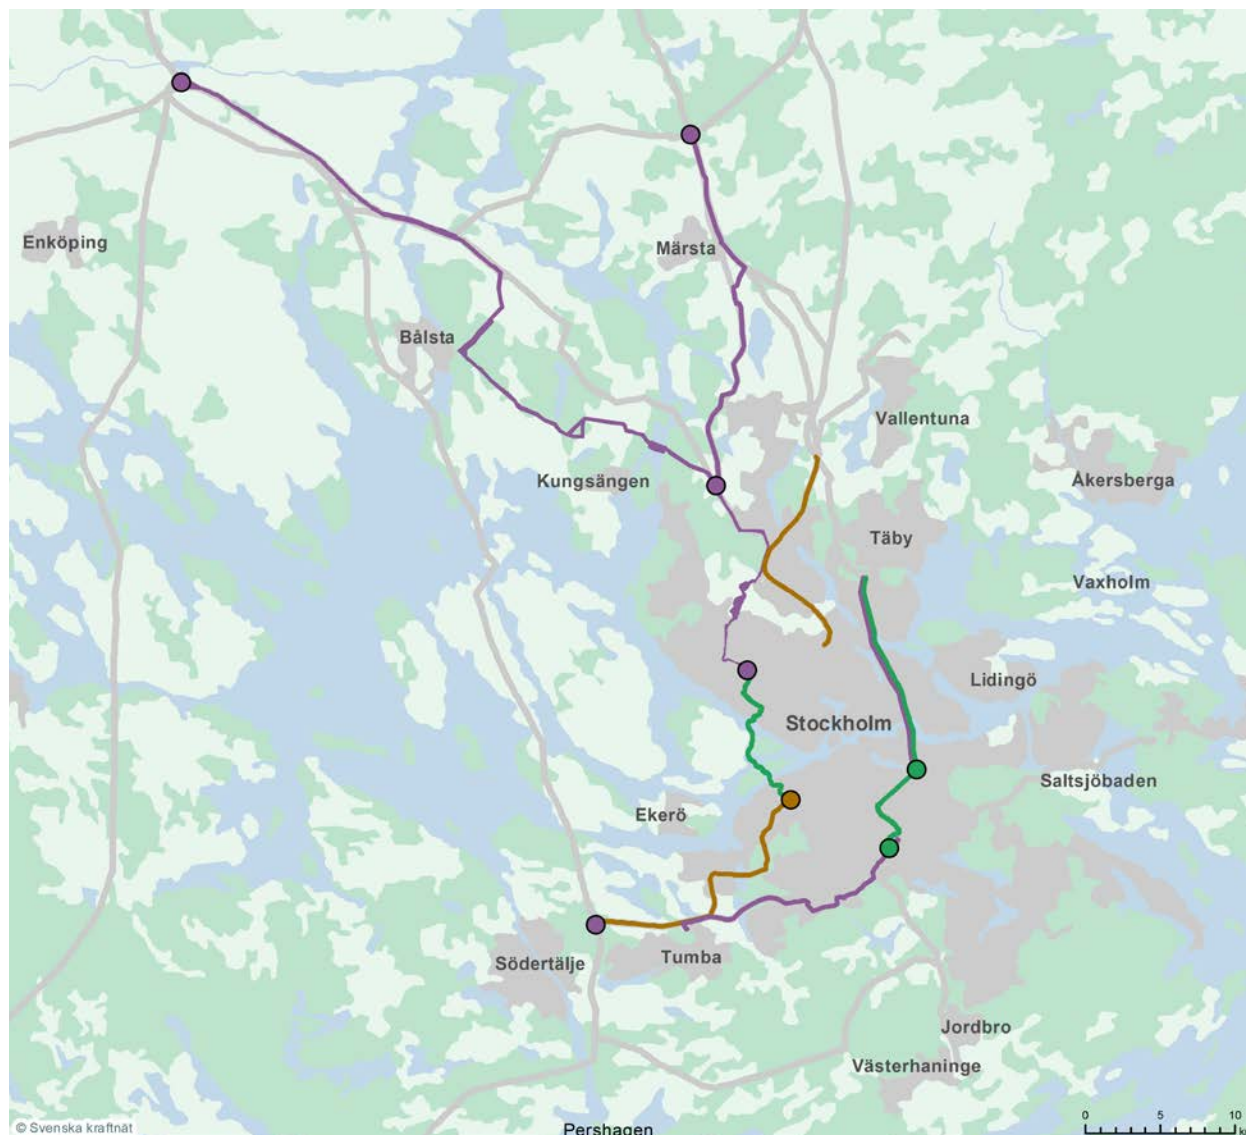 Enköping
Märsta
Bålsta
Vallentuna
Kungsängen
Åkersberga
Täby
Vaxholm
Lidingö
Stockholm
Saltsjöbaden
Ekerö
Södertälje
Tumba
Jordbro
Västerhaninge
0 5 10
© Svenska kraftnät
Pershagen